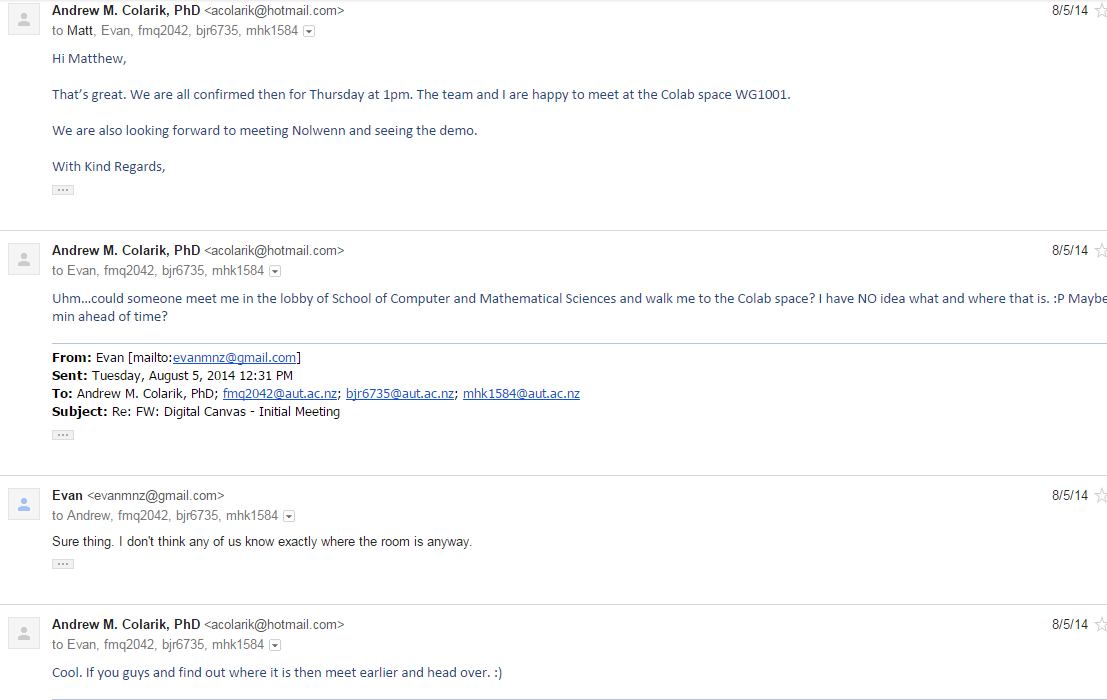 Andrew M. Colarik, PhD <acolarik@hotmail.com> 8/5/14
to Matt, Evan, fmq2042, bjr6735, mhk1584
Hi Matthew,
That's great. We are all confirmed then for Thursday at 1pm. The team and I are happy to meet at the Colab space WG1001.
We are also looking forward to meeting Nolwenn and seeing the demo.
With Kind Regards,
Andrew M. Colarik, PhD <acolarik@hotmail.com> 8/5/14
to Evan, fmq2042, bjr6735, mhk1584
Uhm...could someone meet me in the lobby of School of Computer and Mathematical Sciences and walk me to the Colab space? I have NO idea what and where that is. :P Maybe
min ahead of time?
From: Evan [mailto:evanmnz@gmail.com]
Sent: Tuesday, August 5, 2014 12:31 PM
To: Andrew M. Colarik, PhD; fmq2042@aut.ac.nz; bjr6735@aut.ac.nz; mhk1584@aut.ac.nz
Subject: Re: FW: Digital Canvas - Initial Meeting
Evan <evanmnz@gmail.com> 8/5/14
to Andrew, fmq2042, bjr6735, mhk1584
Sure thing. I don't think any of us know exactly where the room is anyway.
Andrew M. Colarik, PhD <acolarik@hotmail.com> 8/5/14
to Evan, fmq2042, bjr6735, mhk1584
Cool. If you guys and find out where it is then meet earlier and head over. :)